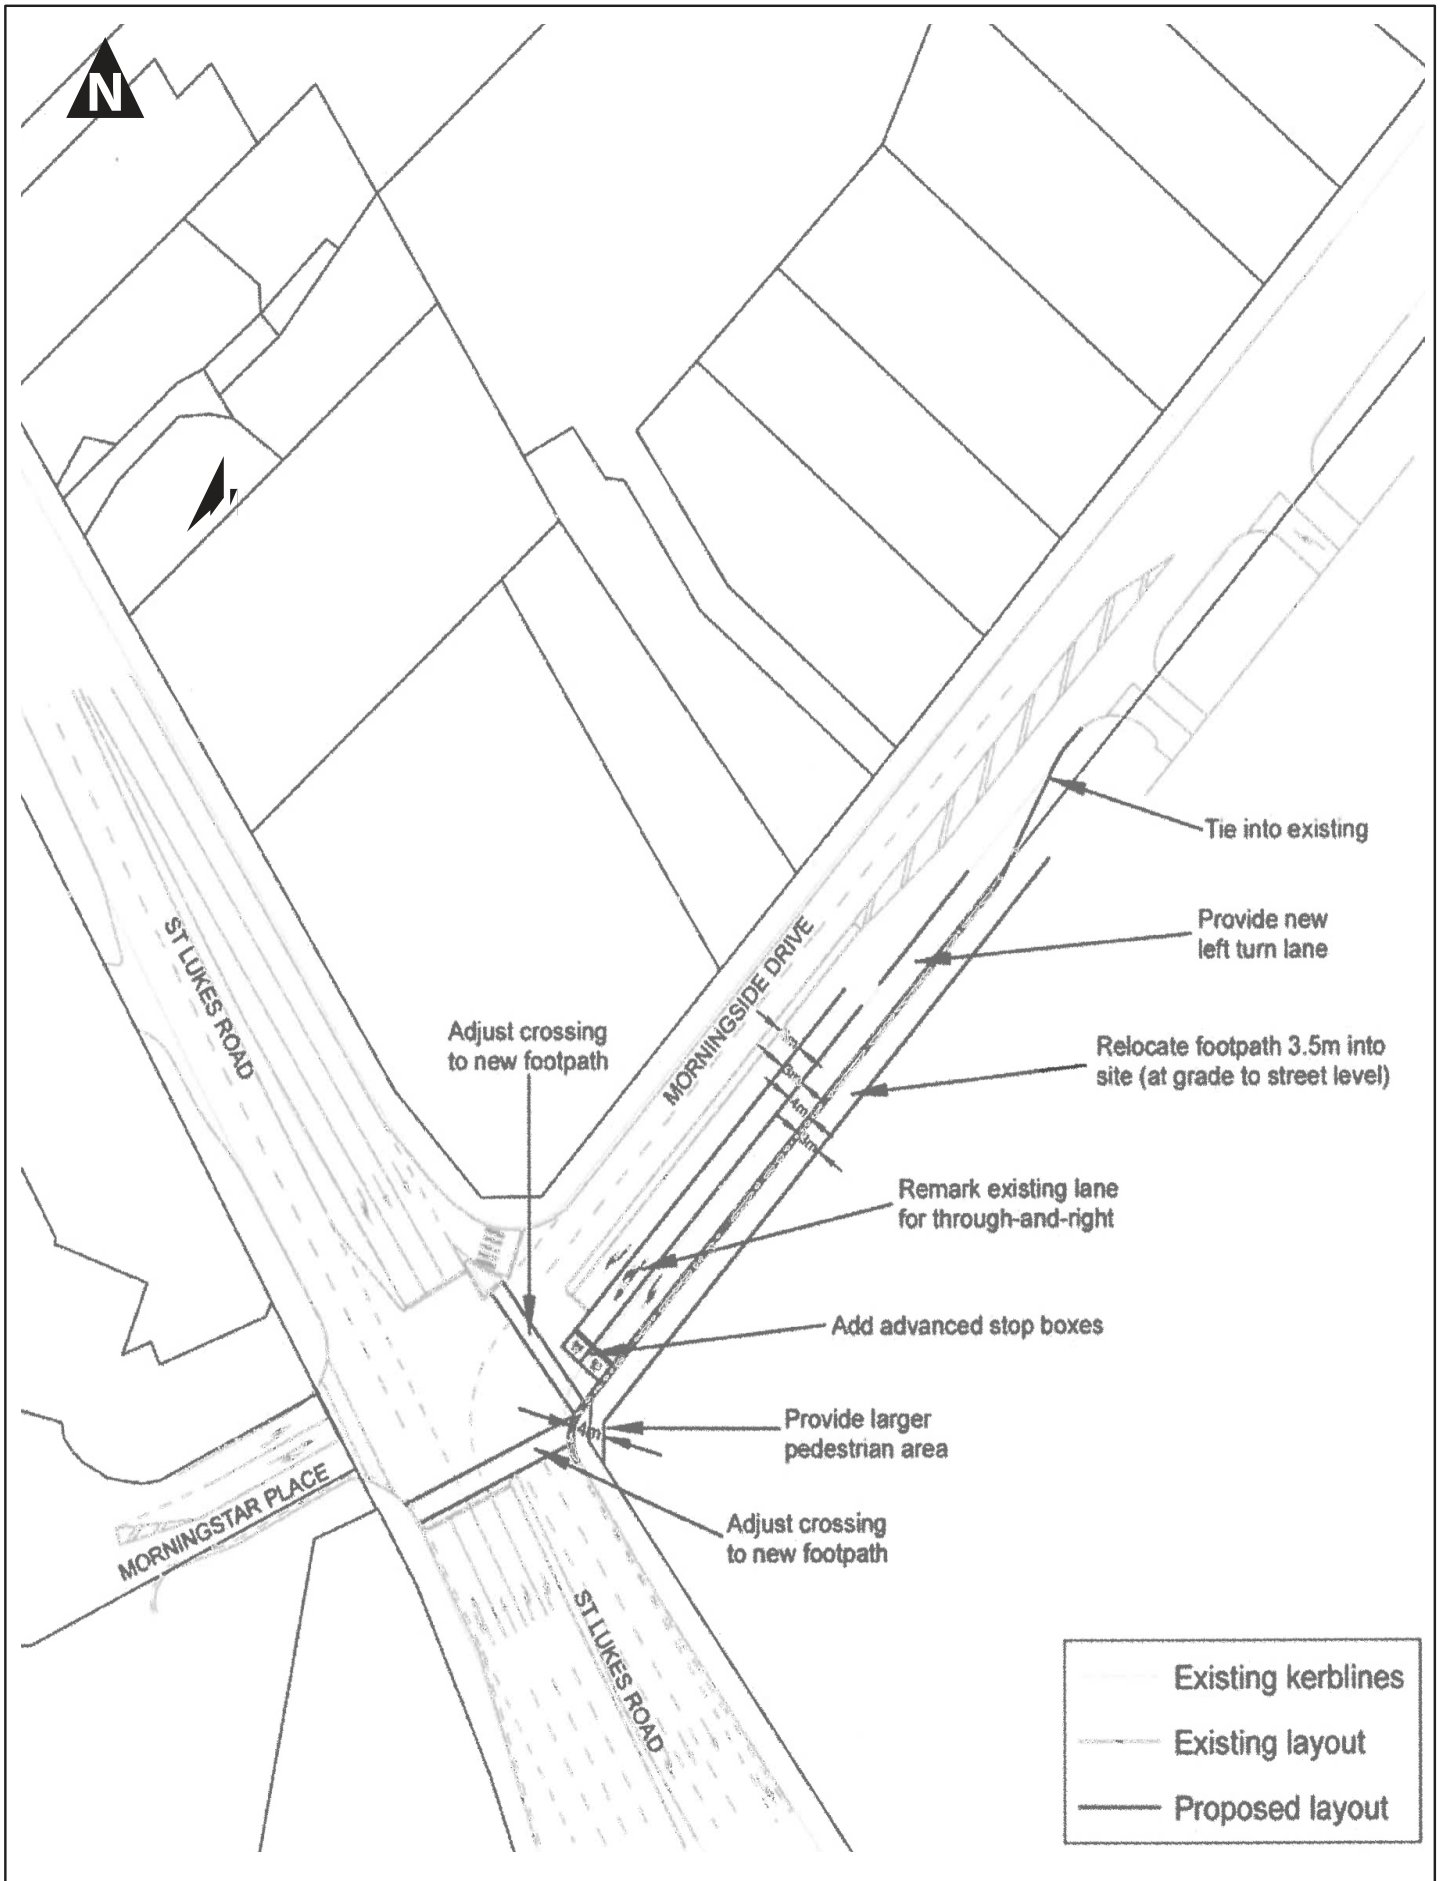 N
Tie into existing
Provide new
left turn lane
ST LUKES ROAD
MORNINGSIDE DRIVE
Adjust crossing
to new footpath
Relocate footpath 3.5m into
site (at grade to street level)
4m
3m
Remark existing lane
for through-and-right
Add advanced stop boxes
4m
Provide larger
pedestrian area
MORNINGSTAR PLACE
Adjust crossing
to new footpath
ST LUKES ROAD
Existing kerblines
Existing layout
Proposed layout